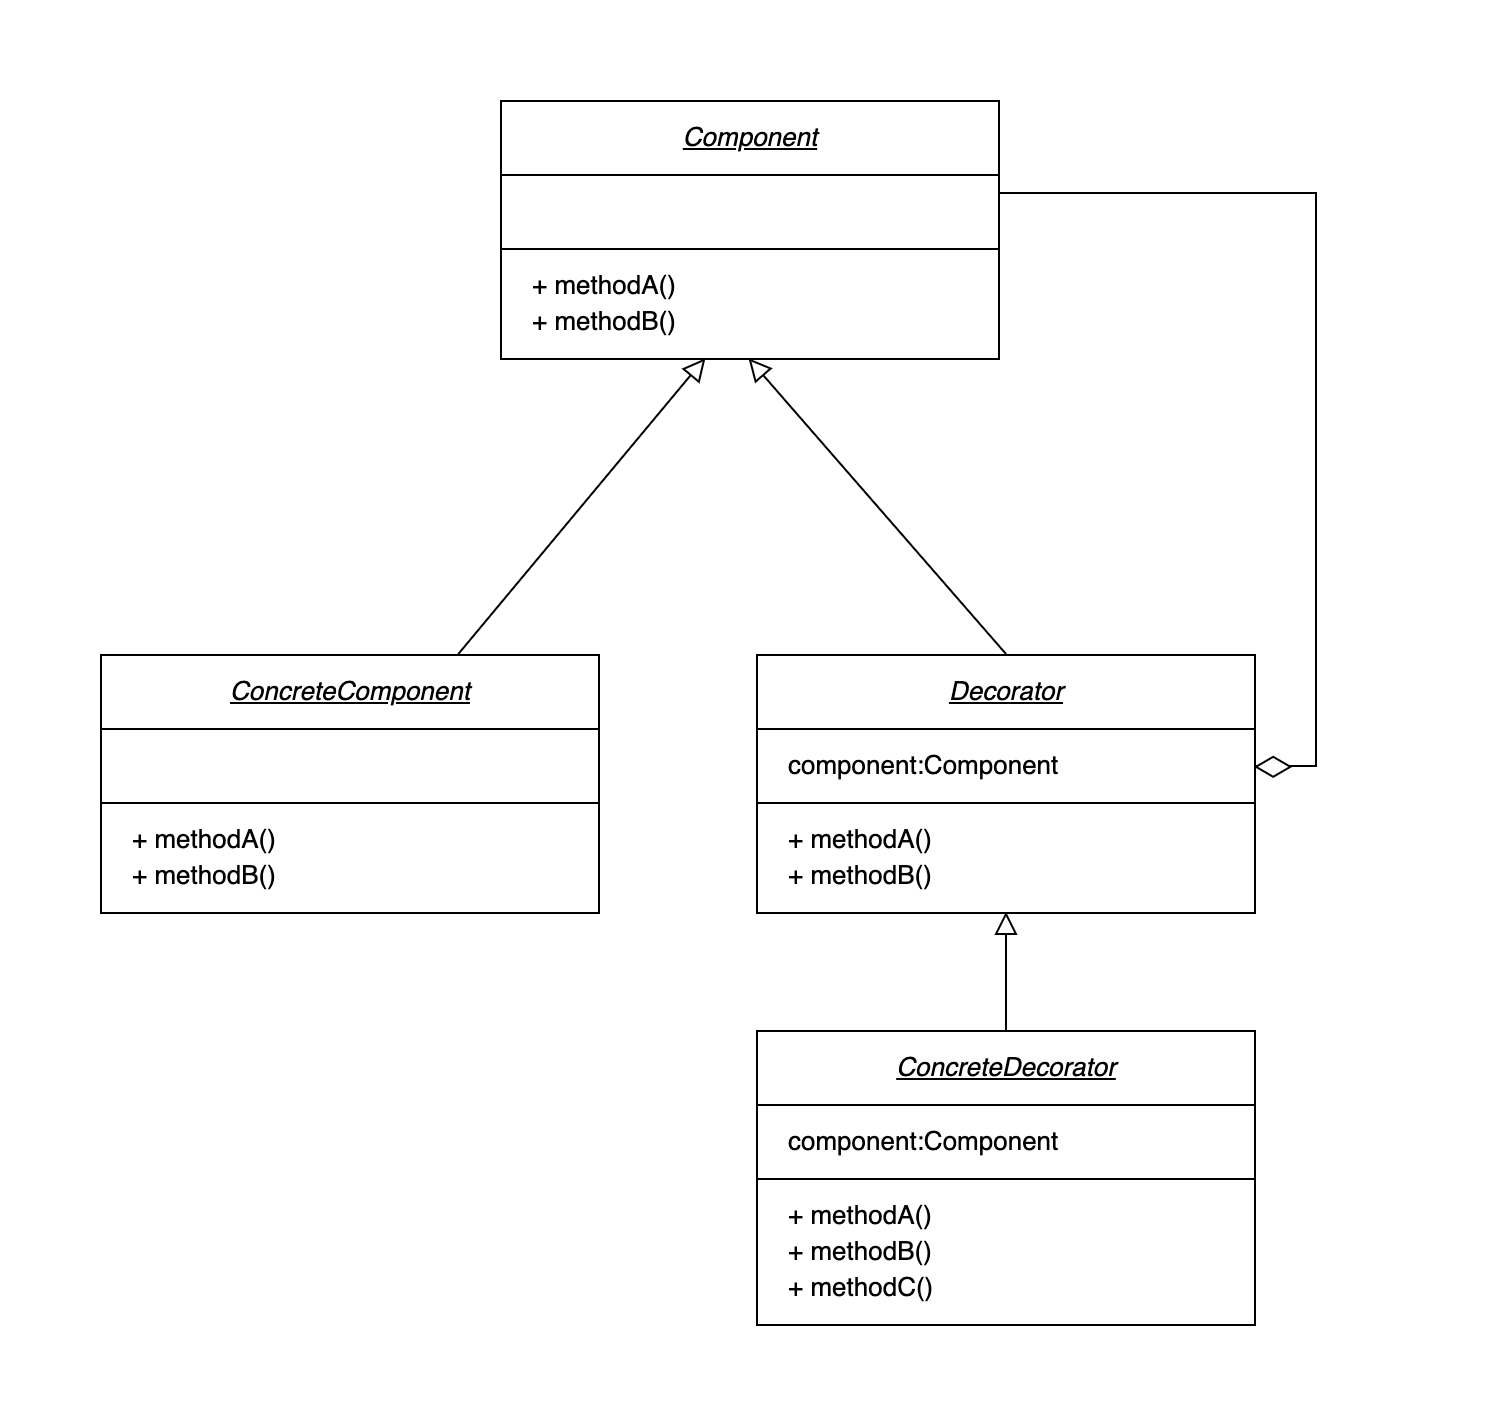 Component
+ methodA()
+ methodB()
ConcreteComponent
+ methodA()
+ methodB()
Decorator
component:Component
+ methodA()
+ methodB()
ConcreteDecorator
component:Component
+ methodA()
+ methodB()
+ methodC()